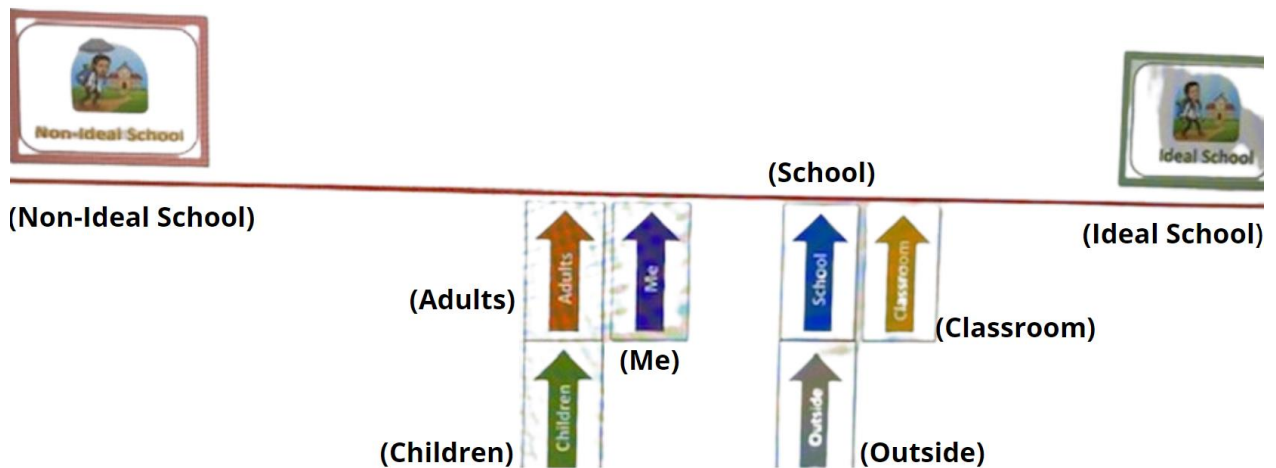 Non-Ideal School
Ideal School
(School)
(Non-Ideal School)
(Ideal School)
Adults
Me
School
Classroom
(Adults)
(Classroom)
(Me)
Children
Outside
(Children)
(Outside)